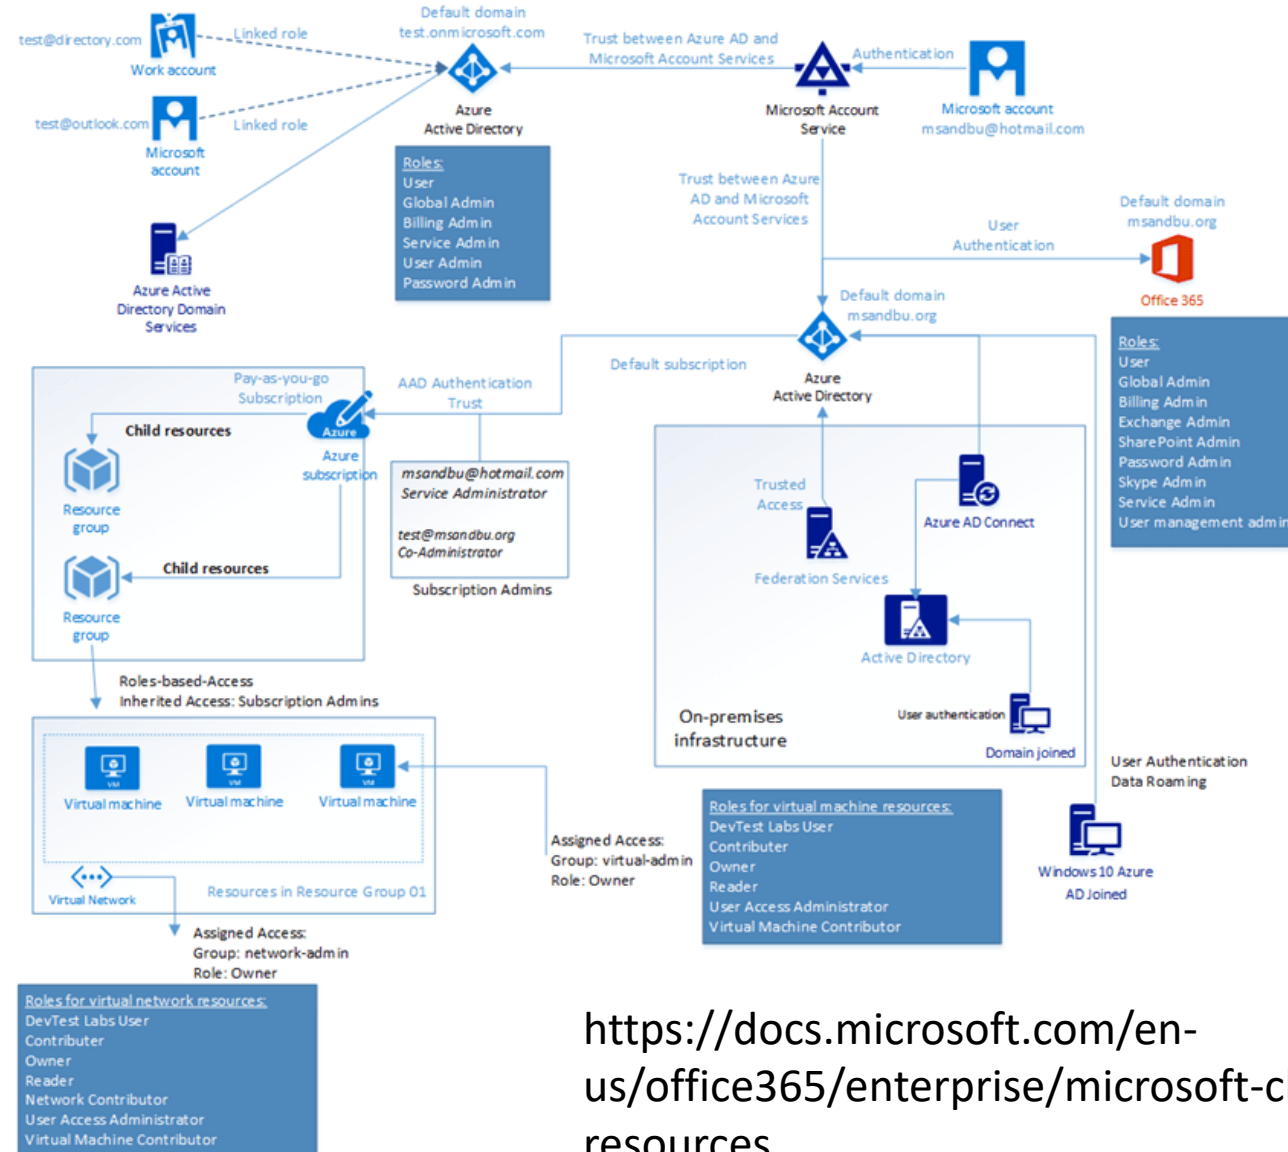 Default domain
test.onmicrosoft.com
test@directory.com
Linked role
Work account
Trust between Azure AD and
Microsoft Account Services
Authentication
Azure
Active Directory
Microsoft Account
Service
Microsoft account
msandbu@hotmail.com
test@outlook.com
Linked role
Microsoft
account
Roles:
User
Global Admin
Billing Admin
Service Admin
User Admin
Password Admin
Trust between Azure
AD and Microsoft
Account Services
User
Authentication
Default domain
msandbu.org
Office 365
Azure Active
Directory Domain
Services
Default domain
msandbu.org
Azure
Active Directory
Default subscription
Roles:
User
Global Admin
Billing Admin
Exchange Admin
SharePoint Admin
Password Admin
Skype Admin
Service Admin
User management admin
Pay-as-you-go
Subscription
AAD Authentication
Trust
Child resources
Azure
Azure
subscription
Resource
group
msandbu@hotmail.com
Service Administrator
test@msandbu.org
Co-Administrator
Subscription Admins
Child resources
Resource
group
Trusted
Access
Azure AD Connect
Federation Services
Active Directory
User authentication
On-premises
infrastructure
Domain joined
Roles-based-Access
Inherited Access: Subscription Admins
VM
Virtual machine
VM
Virtual machine
VM
Virtual machine
Virtual Network
Resources in Resource Group 01
Assigned Access:
Group: virtual-admin
Role: Owner
Roles for virtual machine resources:
DevTest Labs User
Contributer
Owner
Reader
User Access Administrator
Virtual Machine Contributor
User Authentication
Data Roaming
Windows 10 Azure
AD Joined
Assigned Access:
Group: network-admin
Role: Owner
Roles for virtual network resources:
DevTest Labs User
Contributer
Owner
Reader
Network Contributor
User Access Administrator
Virtual Machine Contributor
https://docs.microsoft.com/en-
us/office365/enterprise/microsoft-cl
resources